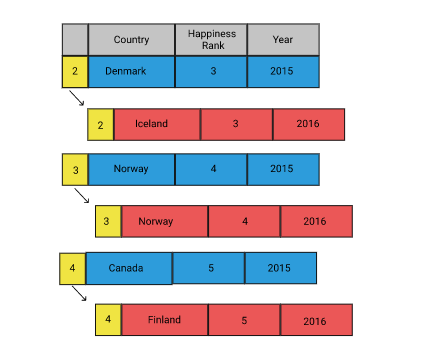 Country Happiness Rank Year
2 Denmark 3 2015
2 Iceland 3 2016
3 Norway 4 2015
3 Norway 4 2016
4 Canada 5 2015
4 Finland 5 2016